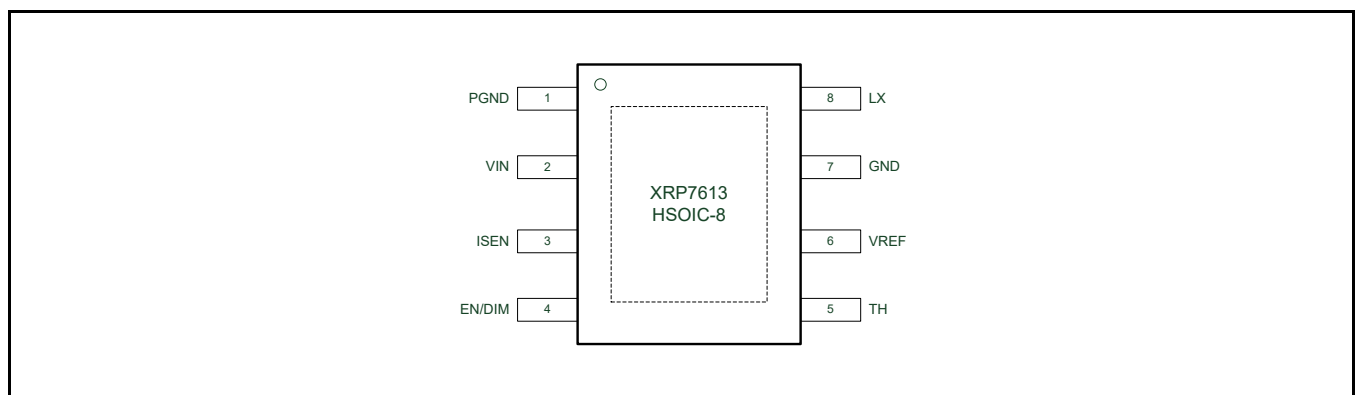 PGND 1
VIN 2
ISEN 3
EN/DIM 4
XRP7613
HSOIC-8
8 LX
7 GND
6 VREF
5 TH